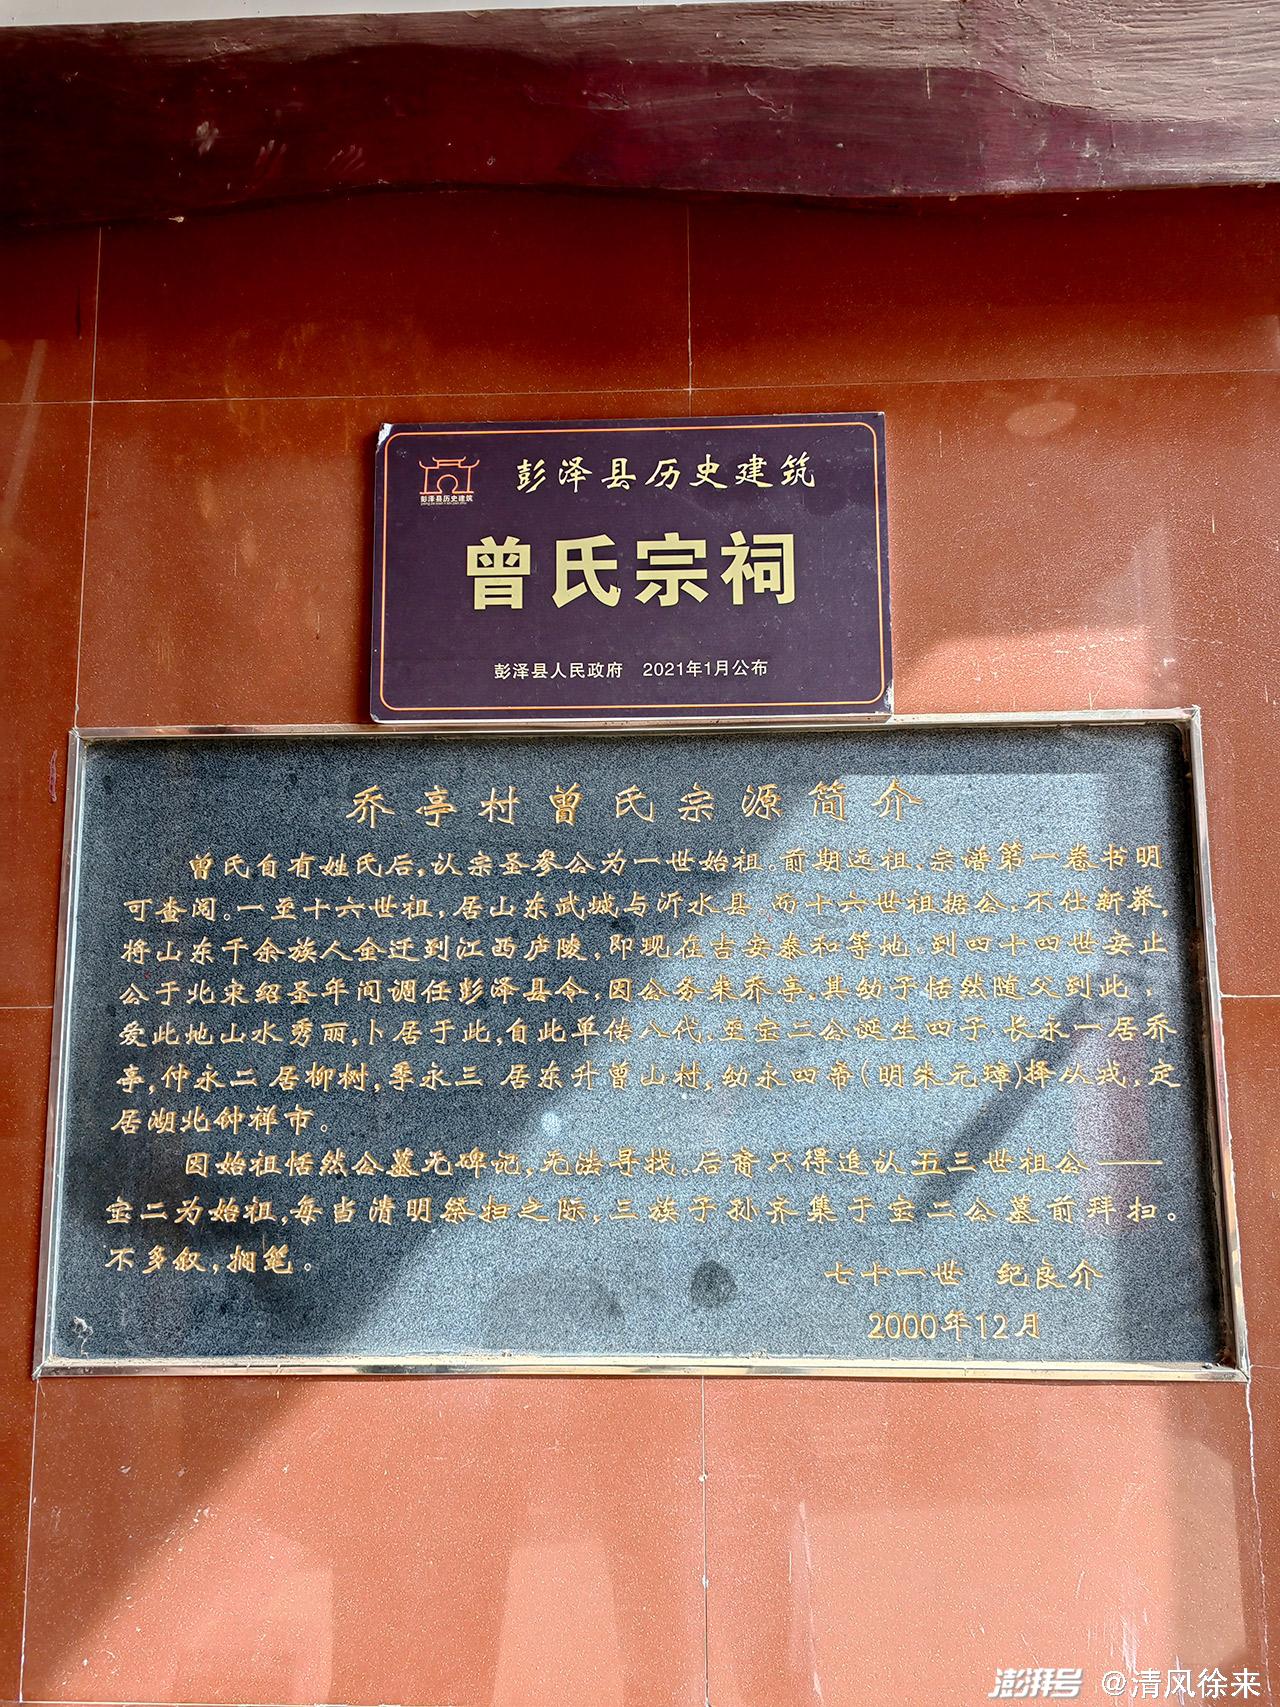 彭泽县历史建筑
彭泽县历史建筑
曾氏宗祠
彭泽县人民政府 2021年1月公布
乔亭村曾氏宗源简介
曾氏自有姓氏后，认宗圣参公为一世始祖。前期远祖，宗谱第一卷书明
可查阅。一至十六世祖，居山东武城与沂水县。而十六世祖据公，不仕新莽，
将山东千余族人全迁到江西庐陵，即现在吉安泰和等地。到四十四世安止
公于北宋绍圣年间调任彭泽县令，因公务来乔亭，其幼子恬然随父到此，
爱此地山水秀丽，卜居于此，自此单传八代，至宝二公诞生四子 长永一居乔
亭，仲永二居柳树，季永三 居东升曾山村，幼永四帝(明朱元璋)择从戎，定
居湖北钟祥市。
因始祖恬然公墓无碑记，无法寻找。后裔只得追认五三世祖公——
宝二为始祖，每当清明祭扫之际，三族子孙齐集于宝二公墓前拜扫。
不多叙，搁笔。
七十一世 纪良介
2000年12月
澎湃号 @清风徐来